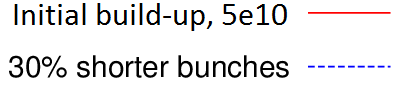 Initial build-up, 5e10
30% shorter bunches